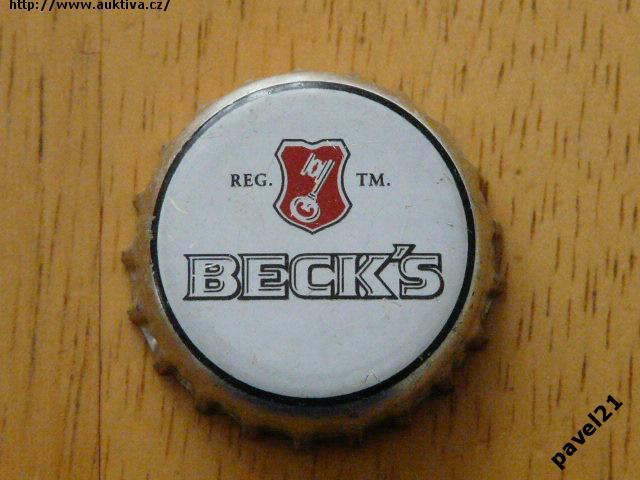 http://www.auktiva.cz/
REG. TM.
BECK'S
pavel21